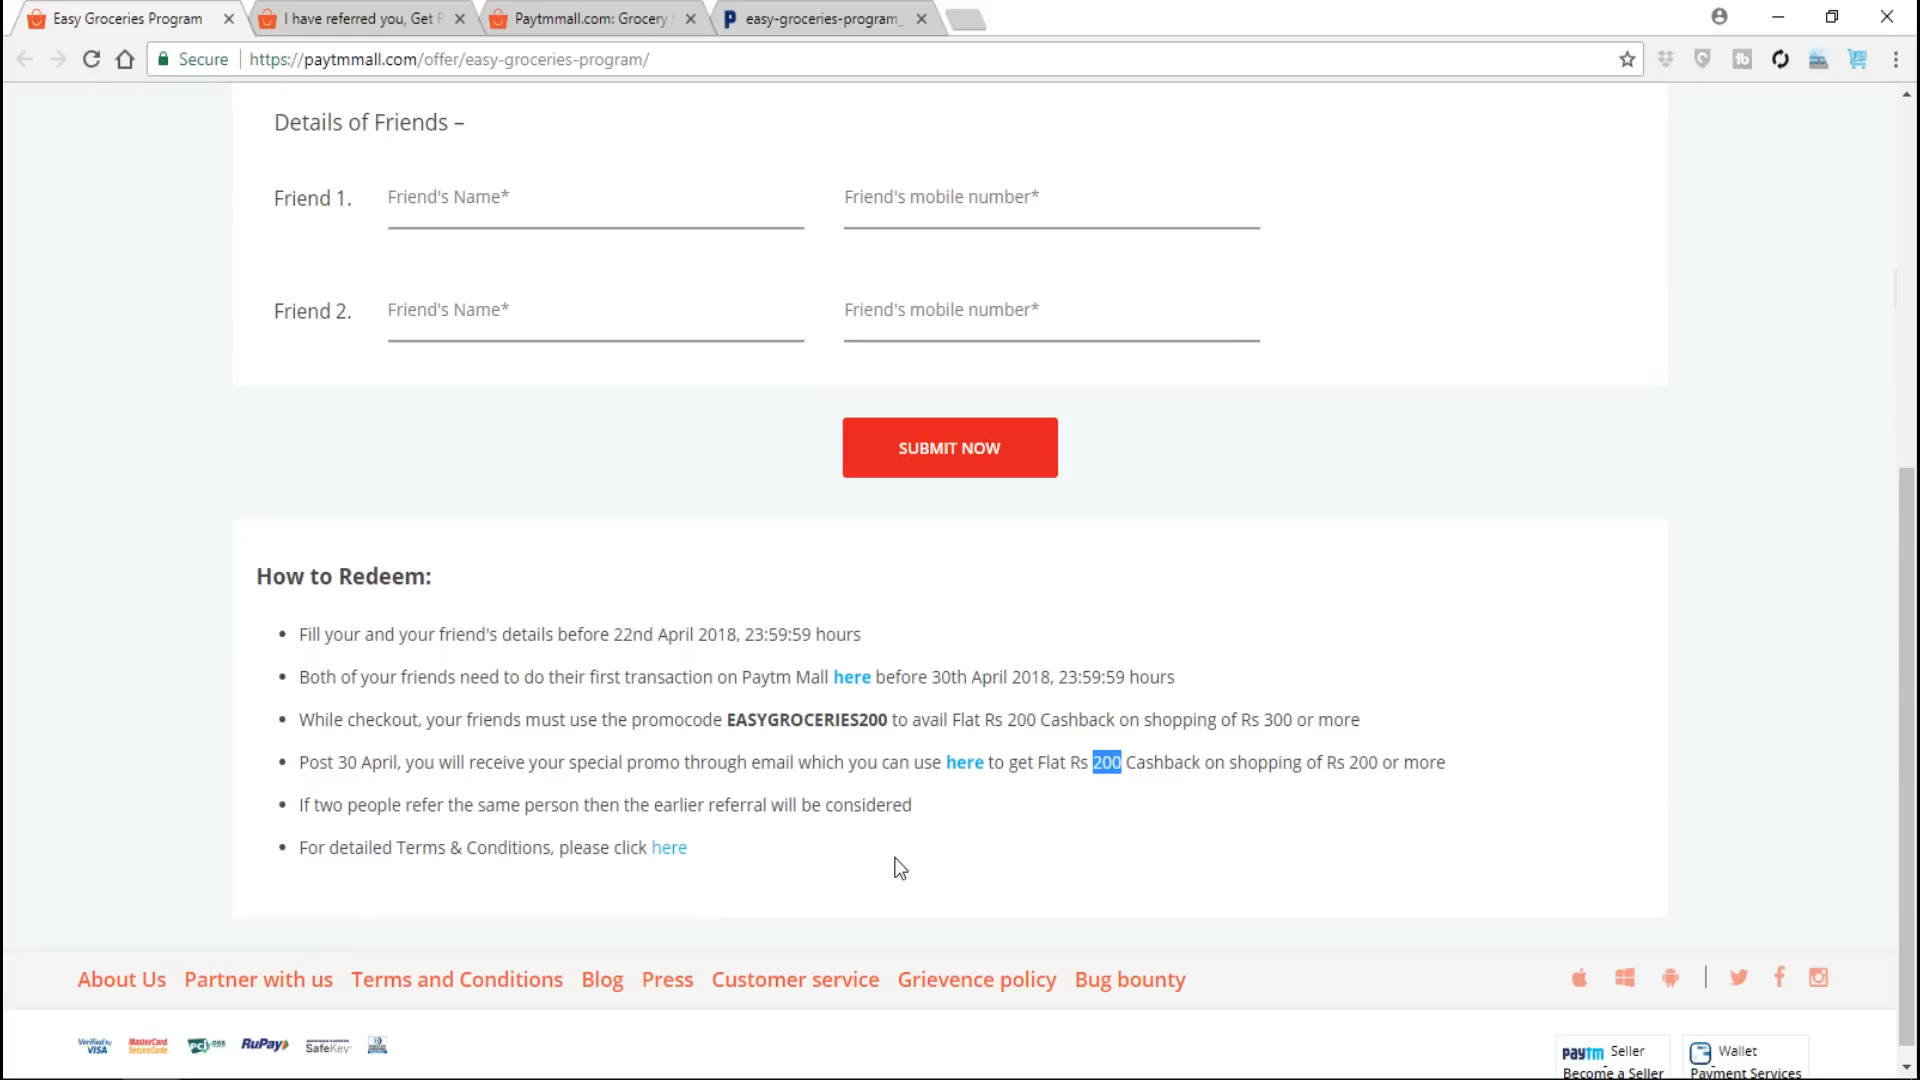 Easy Groceries Program
I have referred you, Get F
Paytmmall.com: Grocery
easy-groceries-program_
Secure
https://paytmmall.com/offer/easy-groceries-program/
Details of Friends –
Friend 1. Friend's Name* Friend's mobile number*
Friend 2. Friend's Name* Friend's mobile number*
SUBMIT NOW
How to Redeem:
• Fill your and your friend's details before 22nd April 2018, 23:59:59 hours
• Both of your friends need to do their first transaction on Paytm Mall here before 30th April 2018, 23:59:59 hours
• While checkout, your friends must use the promocode EASYGROCERIES200 to avail Flat Rs 200 Cashback on shopping of Rs 300 or more
• Post 30 April, you will receive your special promo through email which you can use here to get Flat Rs 200 Cashback on shopping of Rs 200 or more
• If two people refer the same person then the earlier referral will be considered
• For detailed Terms & Conditions, please click here
About Us Partner with us Terms and Conditions Blog Press Customer service Grievence policy Bug bounty
Verified by VISA
MasterCard SecureCode
PCI DSS
RuPay
SafeKey
paytm Seller
Become a Seller
Wallet
Payment Services